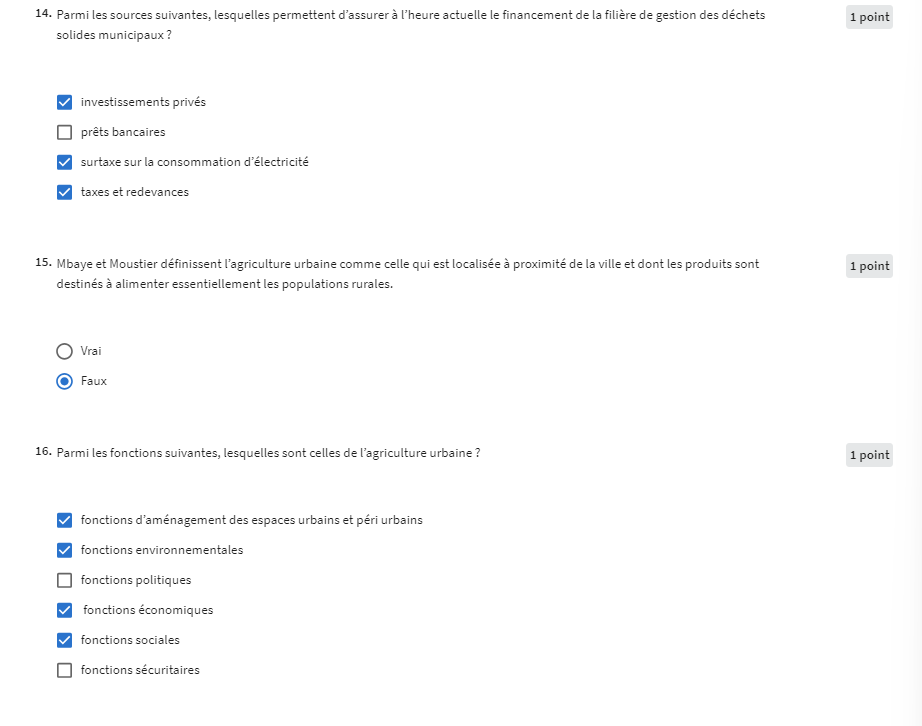 14. Parmi les sources suivantes, lesquelles permettent d'assurer à l'heure actuelle le financement de la filière de gestion des déchets
1 point
solides municipaux ?
investissements privés
prêts bancaires
surtaxe sur la consommation d'électricité
taxes et redevances
15. Mbaye et Moustier définissent l'agriculture urbaine comme celle qui est localisée à proximité de la ville et dont les produits sont
1 point
destinés à alimenter essentiellement les populations rurales.
Vrai
Faux
16. Parmi les fonctions suivantes, lesquelles sont celles de l'agriculture urbaine ?
1 point
fonctions d'aménagement des espaces urbains et péri urbains
fonctions environnementales
fonctions politiques
fonctions économiques
fonctions sociales
fonctions sécuritaires